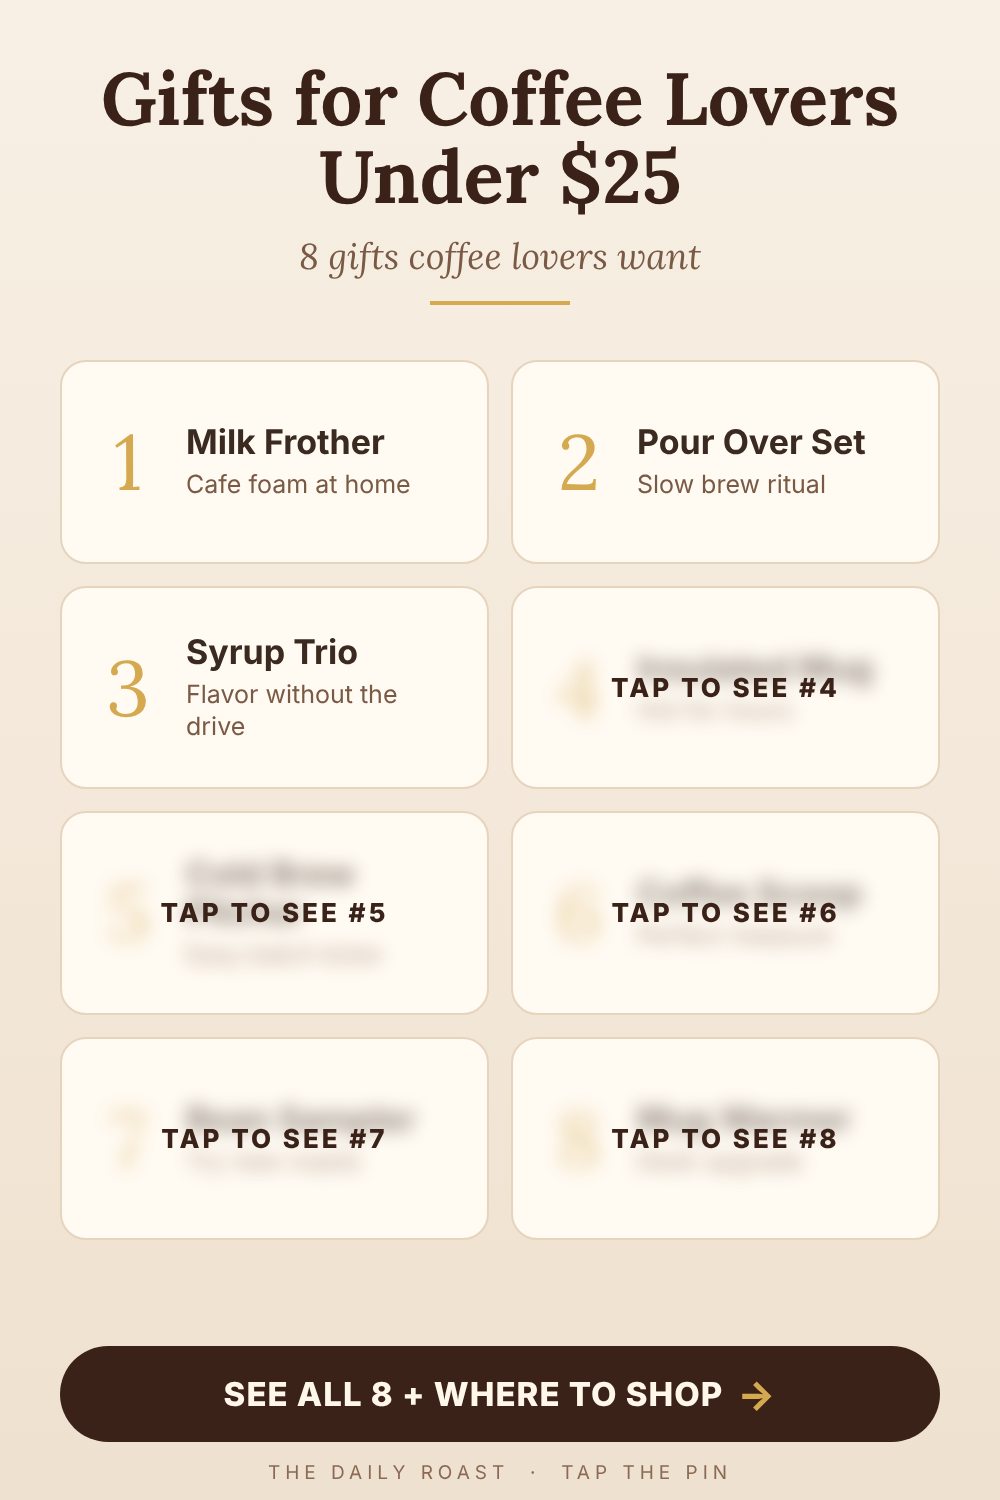 Gifts for Coffee Lovers
Under $25
8 gifts coffee lovers want
1
Milk Frother
Cafe foam at home
2
Pour Over Set
Slow brew ritual
3
Syrup Trio
Flavor without the
drive
TAP TO SEE #4
TAP TO SEE #5
TAP TO SEE #6
TAP TO SEE #7
TAP TO SEE #8
SEE ALL 8 + WHERE TO SHOP →
THE DAILY ROAST · TAP THE PIN